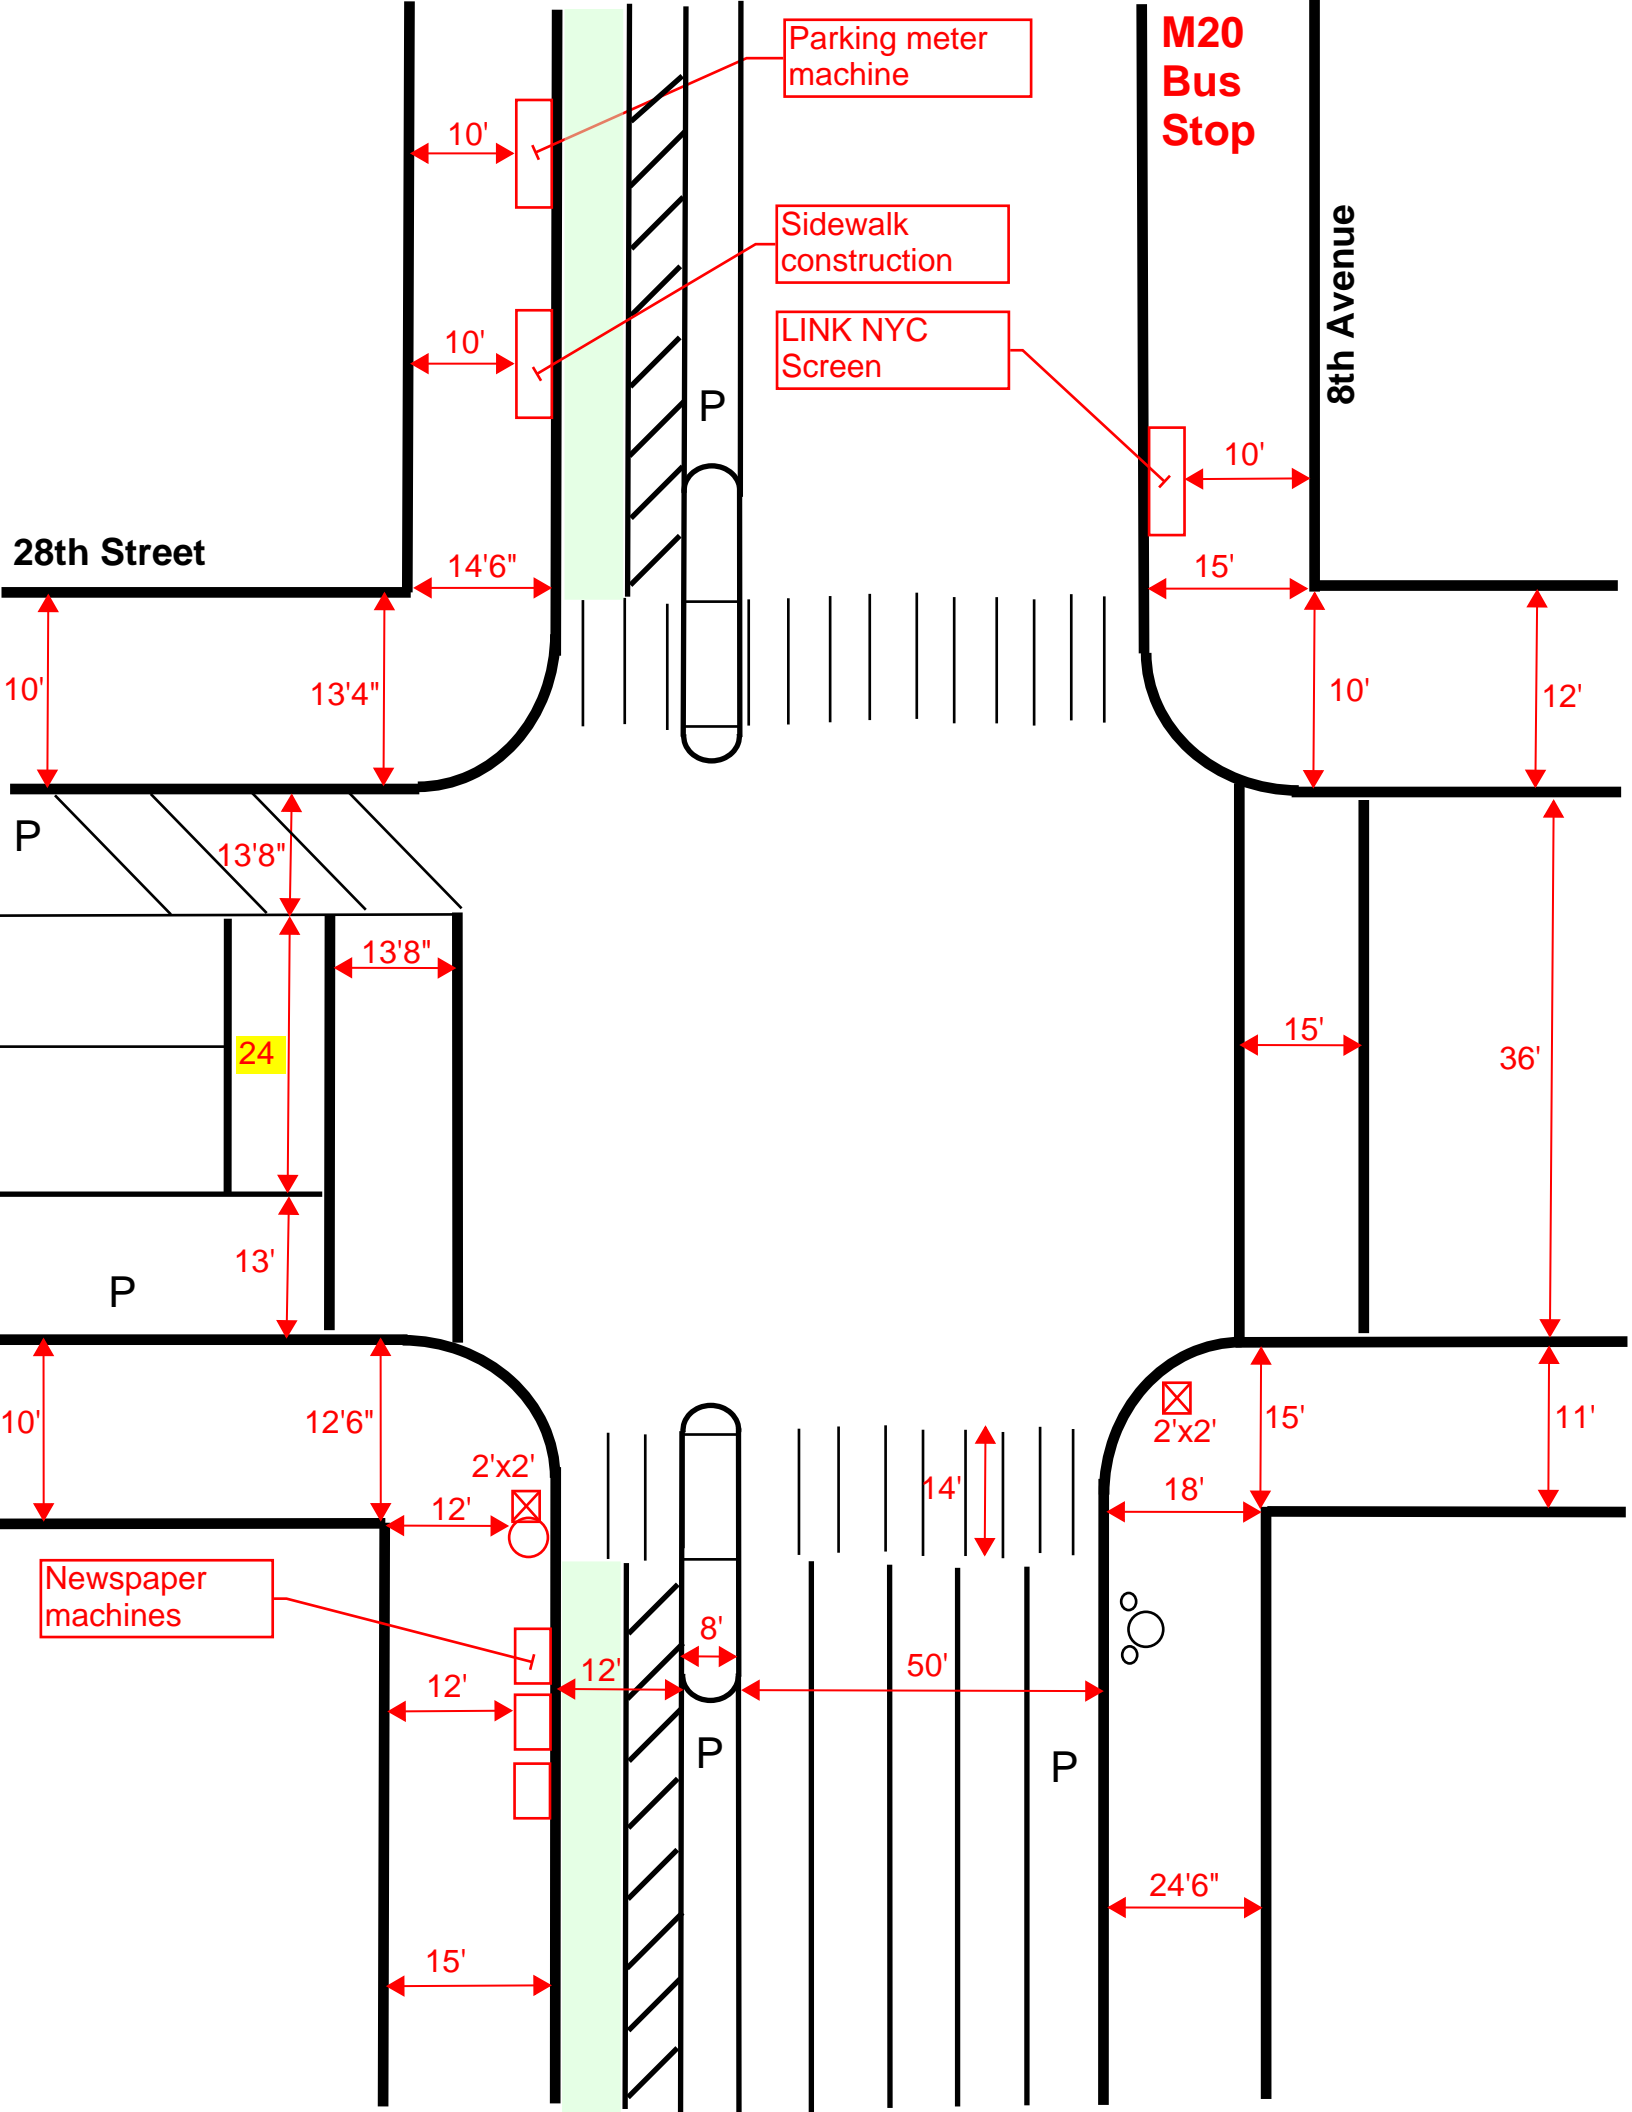 M20
Bus
Stop
Parking meter
machine
10'
Sidewalk
construction
8th Avenue
LINK NYC
Screen
10'
P
10'
28th Street
14'6"
15'
10'
13'4"
10'
12'
P
13'8"
13'8"
24
15'
36'
13'
P
10'
12'6"
2'x2'
15'
11'
2'x2'
12'
14'
18'
Newspaper
machines
8'
12'
50'
12'
P
P
24'6"
15'